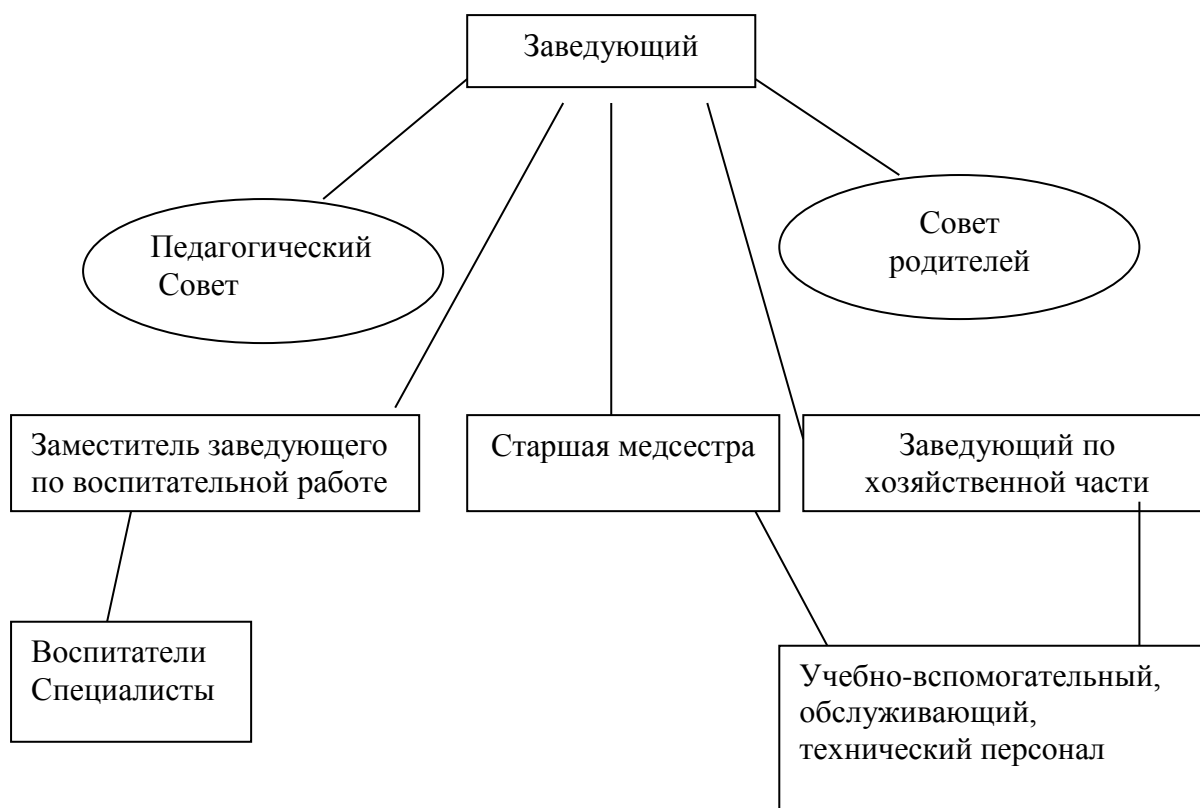 Заведующий
Педагогический
Совет
Совет
родителей
Заместитель заведующего
по воспитательной работе
Старшая медсестра
Заведующий по
хозяйственной части
Воспитатели
Специалисты
Учебно-вспомогательный,
обслуживающий,
технический персонал